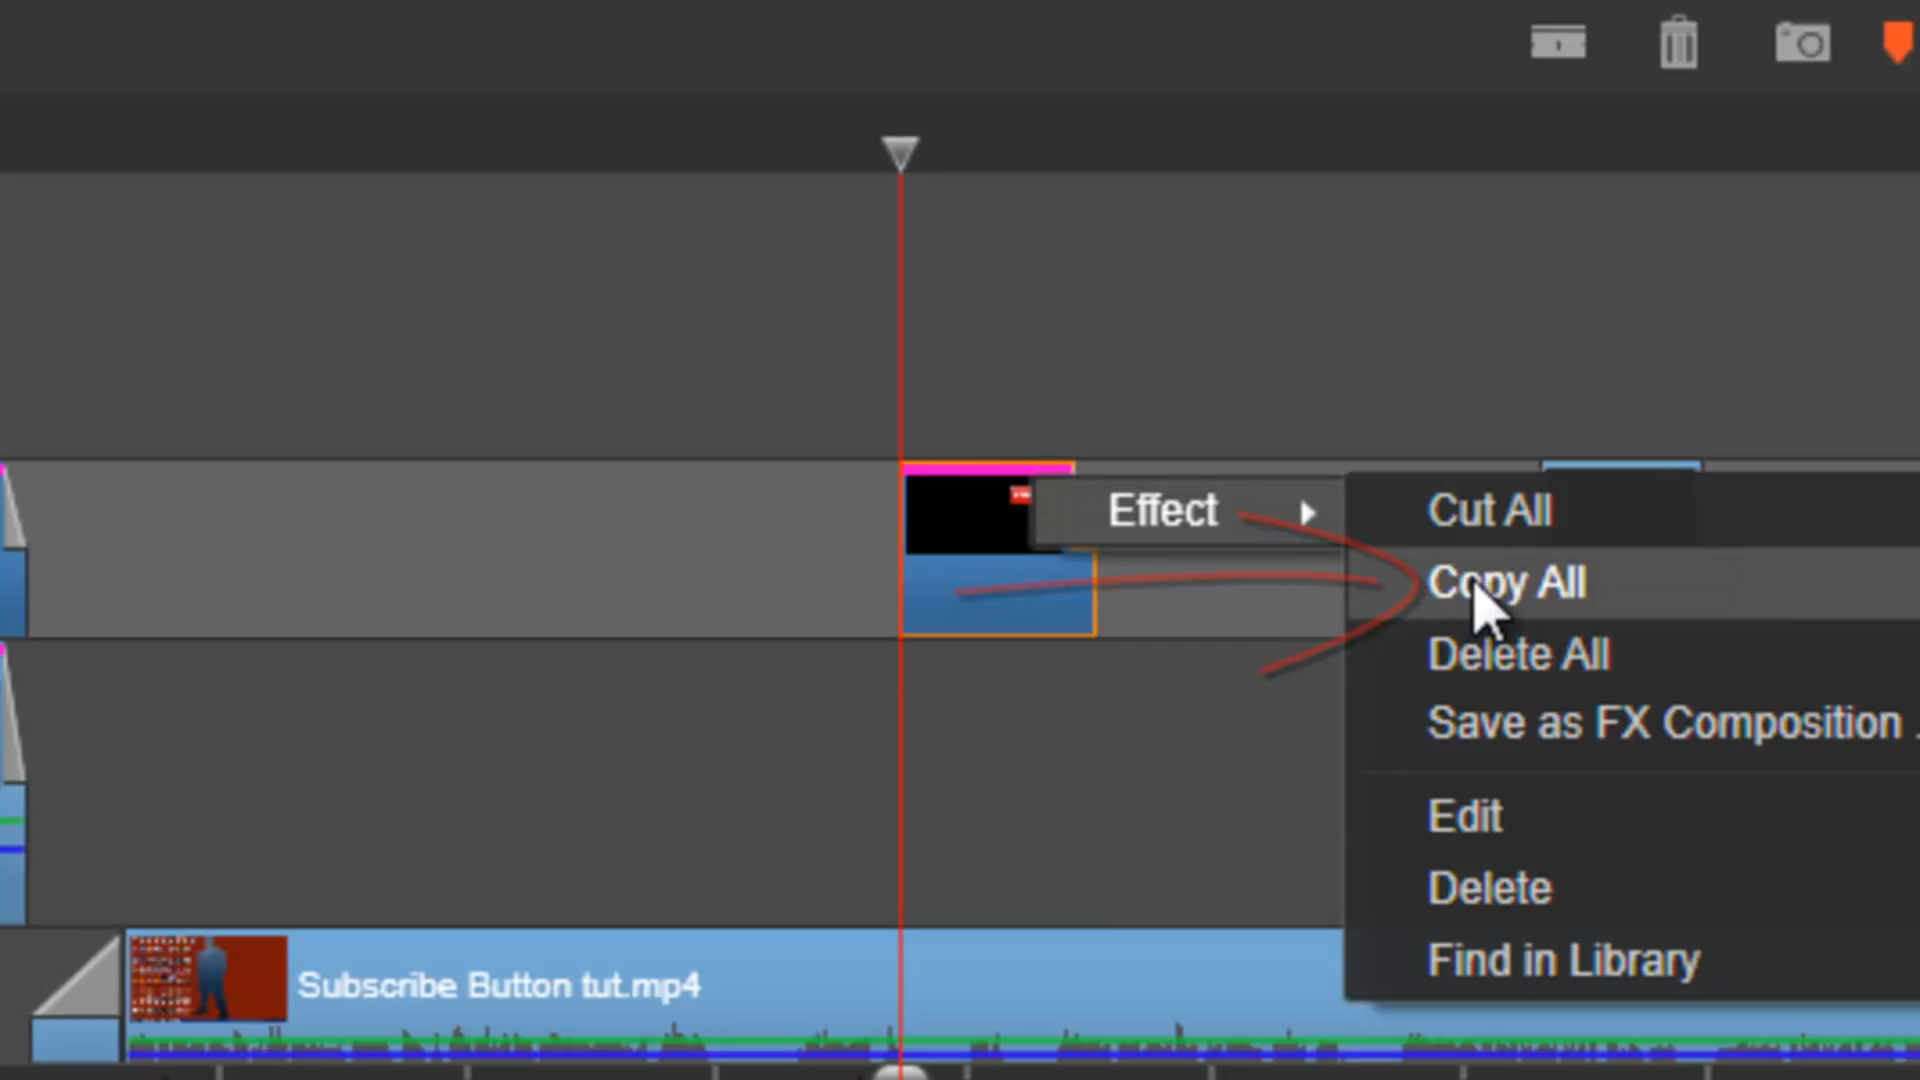 Effect
Cut All
Copy All
Delete All
Save as FX Composition .
Edit
Delete
Find in Library
Subscribe Button tut.mp4